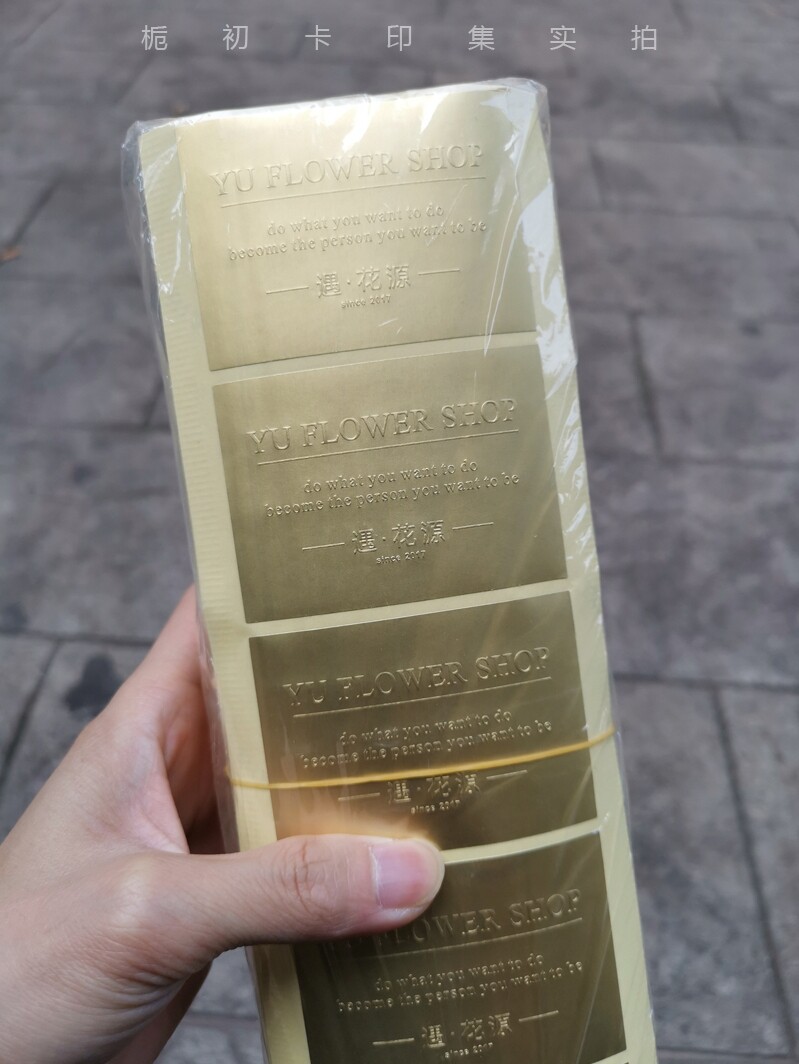 栀初卡印集实拍
YU FLOWER SHOP
do what you want to do
become the person you want to be
遇·花源
since 2017
YU FLOWER SHOP
do what you want to do
become the person you want to be
遇·花源
since 2017
YU FLOWER SHOP
do what you want to do
become the person you want to be
遇·花源
since 2017
FLOWER SHOP
do what you want to do
become the person you want to be
遇·花源
since 2017